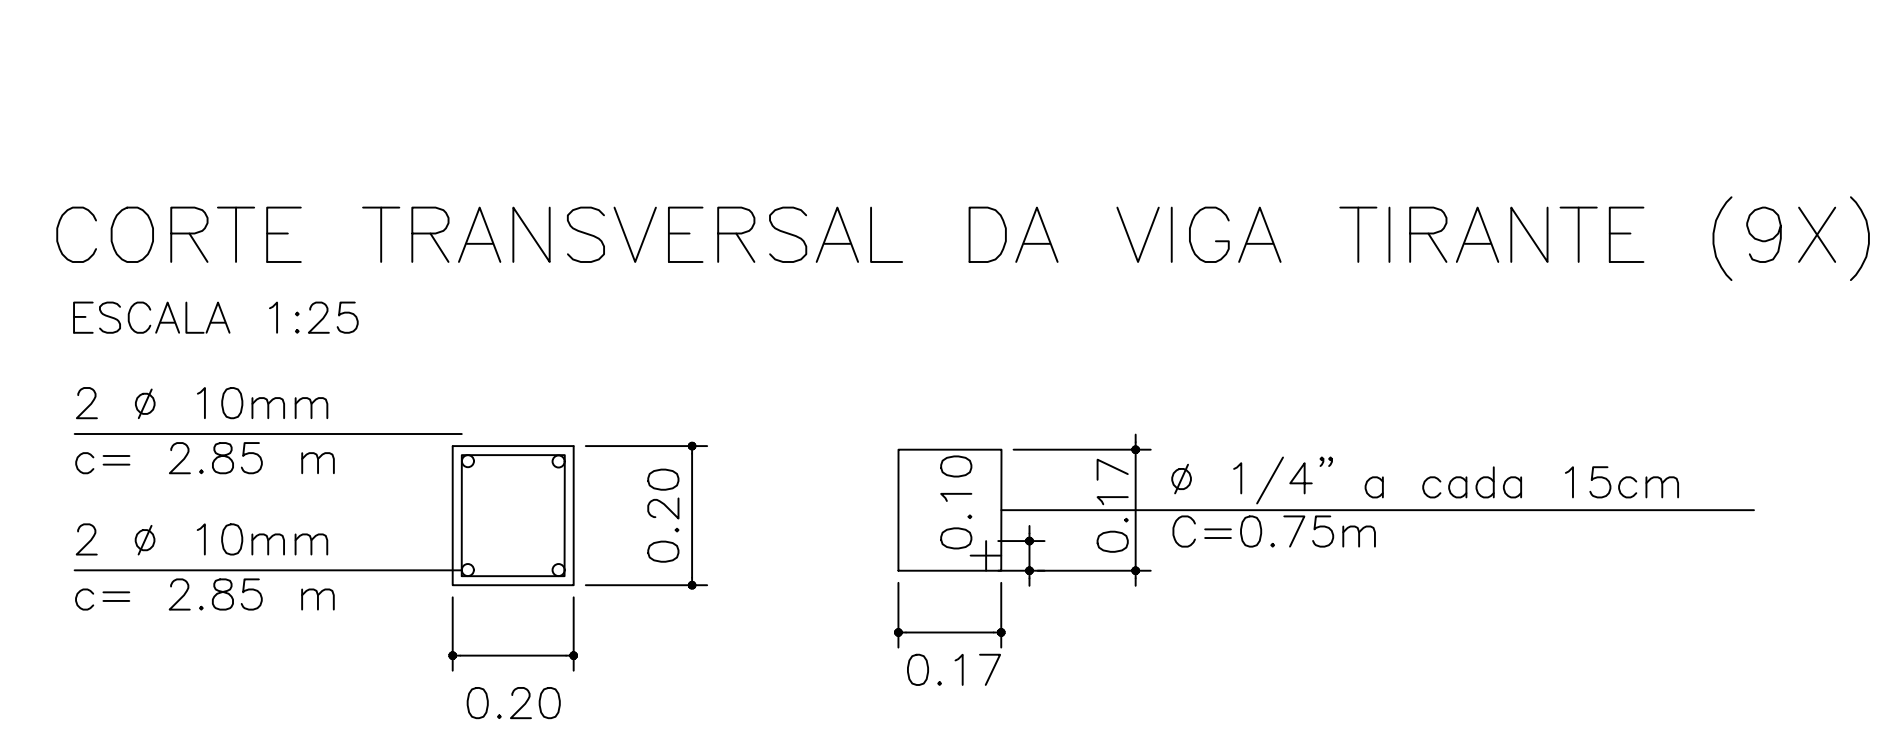 CORTE TRANSVERSAL DA VIGA TIRANTE (9X)
ESCALA 1:25
2 ø 10mm
c= 2.85 m
2 ø 10mm
c= 2.85 m
0.20
0.20
0.10
0.17
0.17
ø 1/4” a cada 15cm
C=0.75m